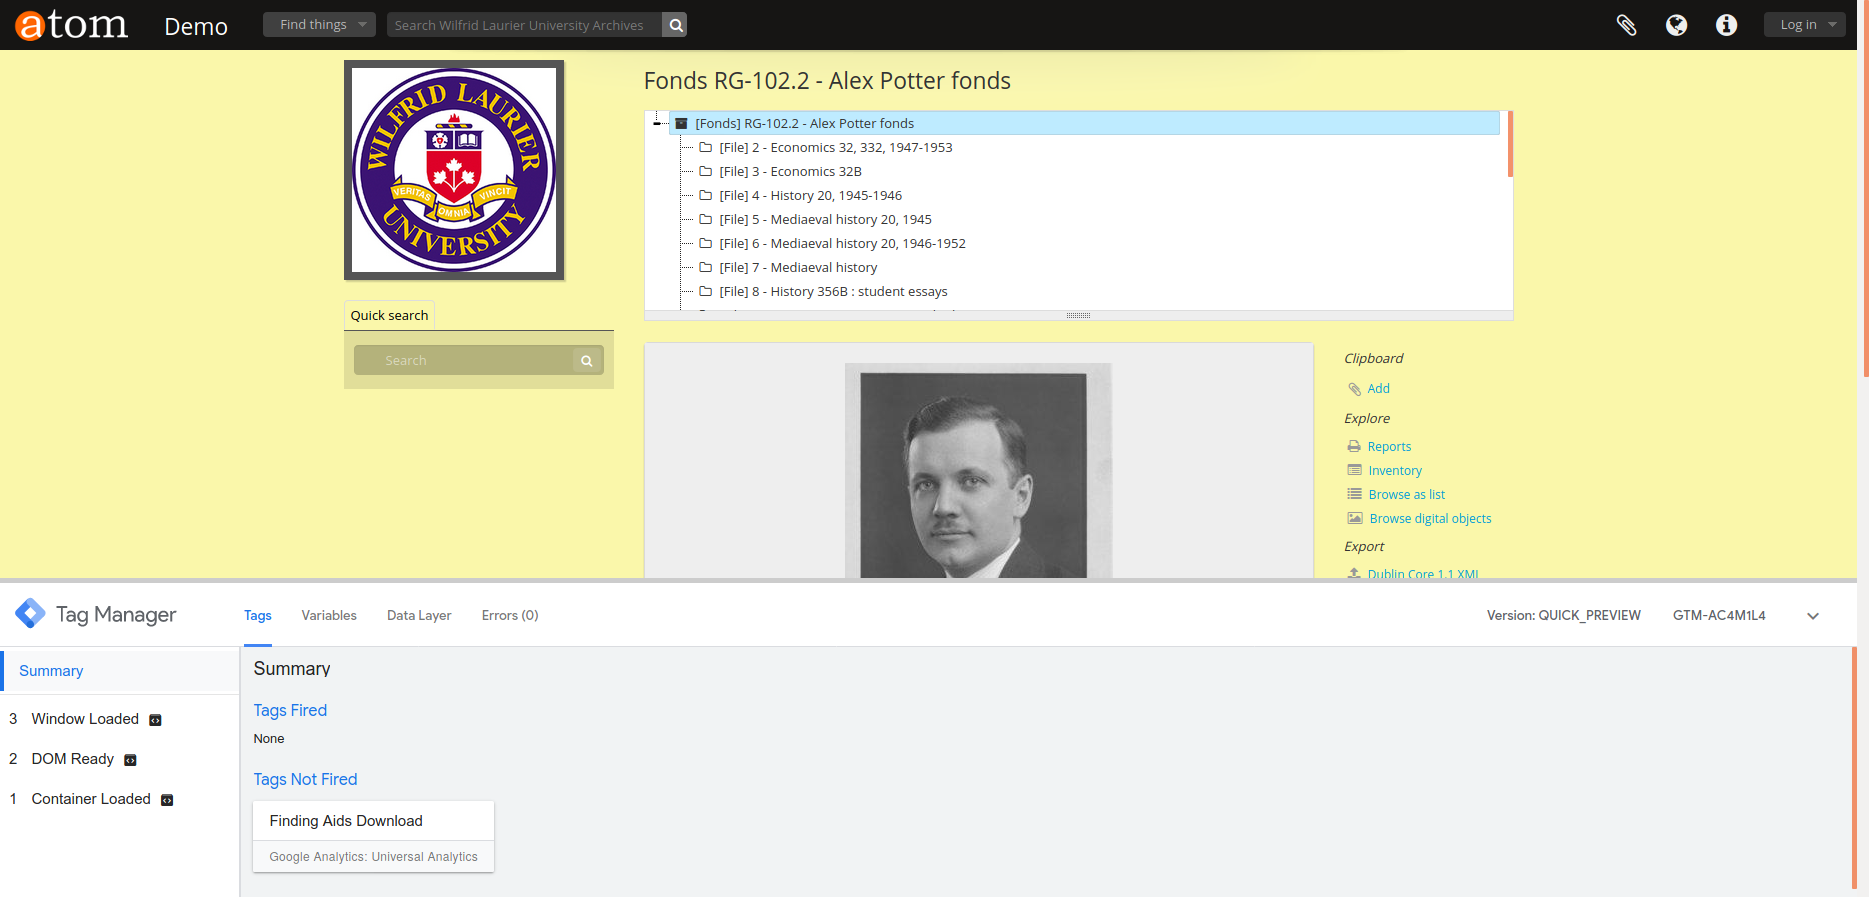 atom
Demo
Find things
Search Wilfrid Laurier University Archives
Log in
WILFRID LAURIER
VERITAS
OMNIA
VINCIT
UNIVERSITY
Quick search
Search
Fonds RG-102.2 - Alex Potter fonds
[Fonds] RG-102.2 - Alex Potter fonds
[File] 2 - Economics 32, 332, 1947-1953
[File] 3 - Economics 32B
[File] 4 - History 20, 1945-1946
[File] 5 - Mediaeval history 20, 1945
[File] 6 - Mediaeval history 20, 1946-1952
[File] 7 - Mediaeval history
[File] 8 - History 356B : student essays
Clipboard
Add
Explore
Reports
Inventory
Browse as list
Browse digital objects
Export
Dublin Core 1.1 XML
Tag Manager
Tags
Variables
Data Layer
Errors (0)
Version: QUICK_PREVIEW
GTM-AC4M1L4
Summary
3 Window Loaded
2 DOM Ready
1 Container Loaded
Summary
Tags Fired
None
Tags Not Fired
Finding Aids Download
Google Analytics: Universal Analytics